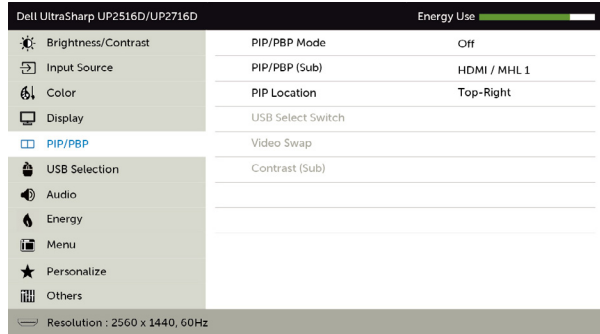 Dell UltraSharp UP2516D/UP2716D Energy Use
Brightness/Contrast PIP/PBP Mode Off
Input Source PIP/PBP (Sub) HDMI / MHL 1
Color PIP Location Top-Right
Display USB Select Switch
PIP/PBP Video Swap
USB Selection Contrast (Sub)
Audio
Energy
Menu
Personalize
Others
Resolution : 2560 x 1440, 60Hz